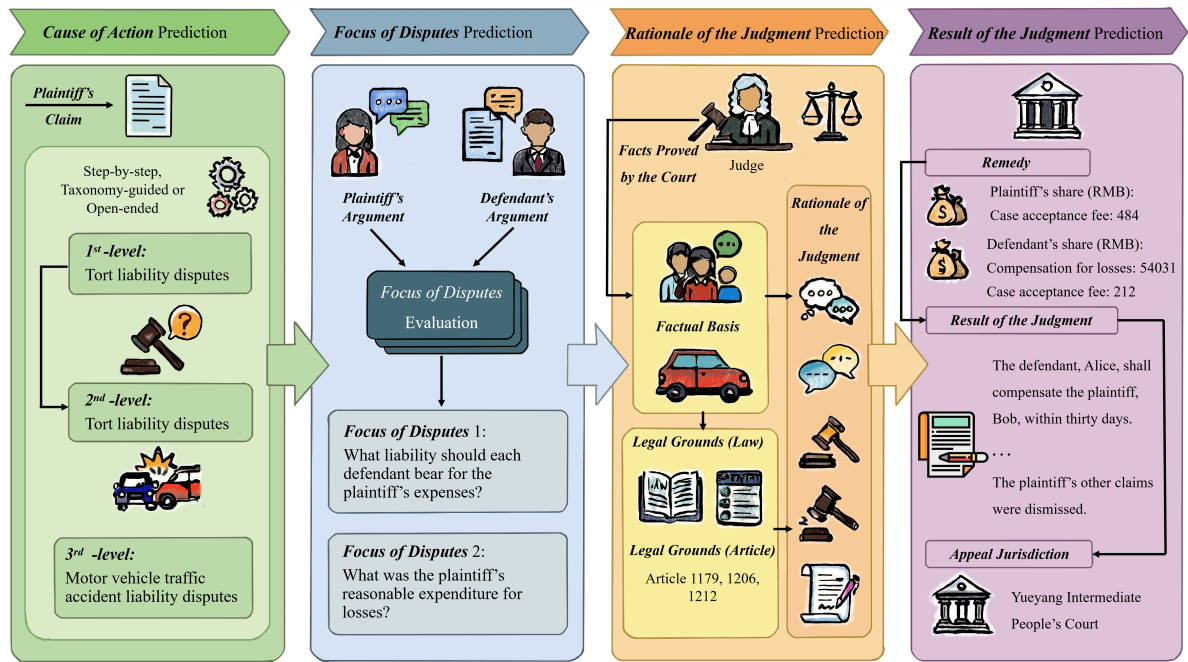 Cause of Action Prediction
Focus of Disputes Prediction
Rationale of the Judgment Prediction
Result of the Judgment Prediction
Plaintiff's
Claim
Step-by-step,
Taxonomy-guided or
Open-ended
1st -level:
Tort liability disputes
?
2nd -level:
Tort liability disputes
3rd -level:
Motor vehicle traffic
accident liability disputes
Plaintiff's
Argument
Defendant's
Argument
Focus of Disputes
Evaluation
Focus of Disputes 1:
What liability should each
defendant bear for the
plaintiff's expenses?
Focus of Disputes 2:
What was the plaintiff's
reasonable expenditure for
losses?
Facts Proved
by the Court
Judge
Factual Basis
Legal Grounds (Law)
Legal Grounds (Article)
Article 1179, 1206,
1212
Rationale of
the
Judgment
Remedy
$
Plaintiff's share (RMB):
Case acceptance fee: 484
$
Defendant's share (RMB):
Compensation for losses: 54031
Case acceptance fee: 212
Result of the Judgment
The defendant, Alice, shall
compensate the plaintiff,
Bob, within thirty days.
...
The plaintiff's other claims
were dismissed.
Appeal Jurisdiction
Yueyang Intermediate
People's Court